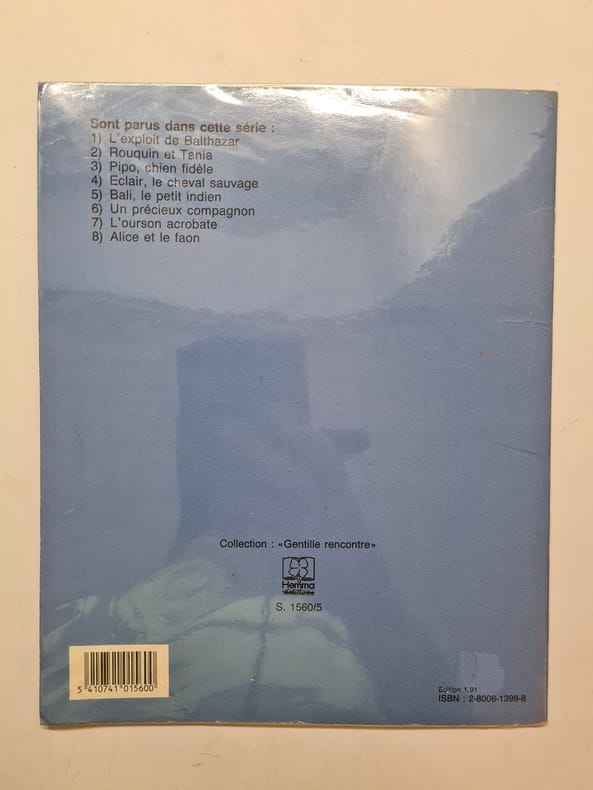 Sont parus dans cette série :
1) L'exploit de Balthazar
2) Rouquin et Tania
3) Pipo, chien fidèle
4) Eclair, le cheval sauvage
5) Bali, le petit indien
6) Un précieux compagnon
7) L'ourson acrobate
8) Alice et le faon
Collection : «Gentille rencontre»
Hemma
éditions
S. 1560/5
5 410741 015600
Edition 1.91
ISBN : 2-8006-1399-8